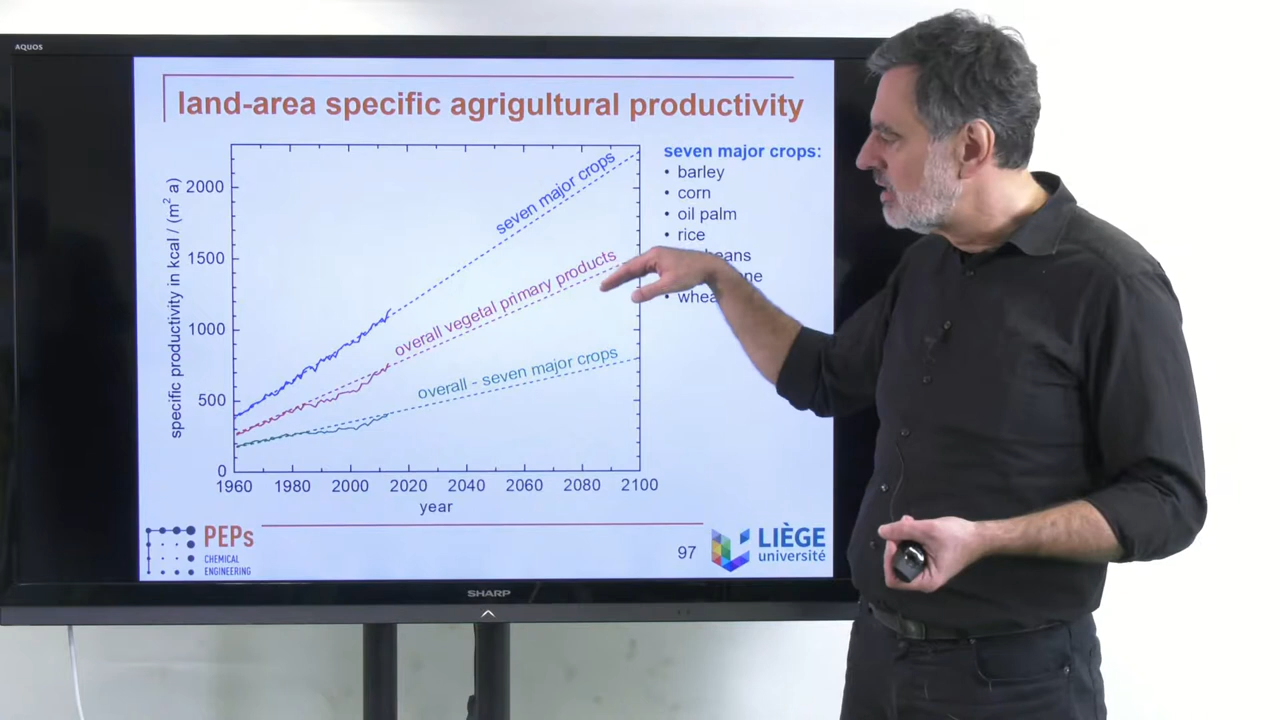 AQUOS
land-area specific agrigultural productivity
specific productivity in kcal / (m² a)
2000
1500
1000
500
0
1960 1980 2000 2020 2040 2060 2080 2100
year
seven major crops
overall vegetal primary products
overall - seven major crops
seven major crops:
• barley
• corn
• oil palm
• rice
• wheat
PEPs
CHEMICAL
ENGINEERING
97
LIÈGE
université
SHARP